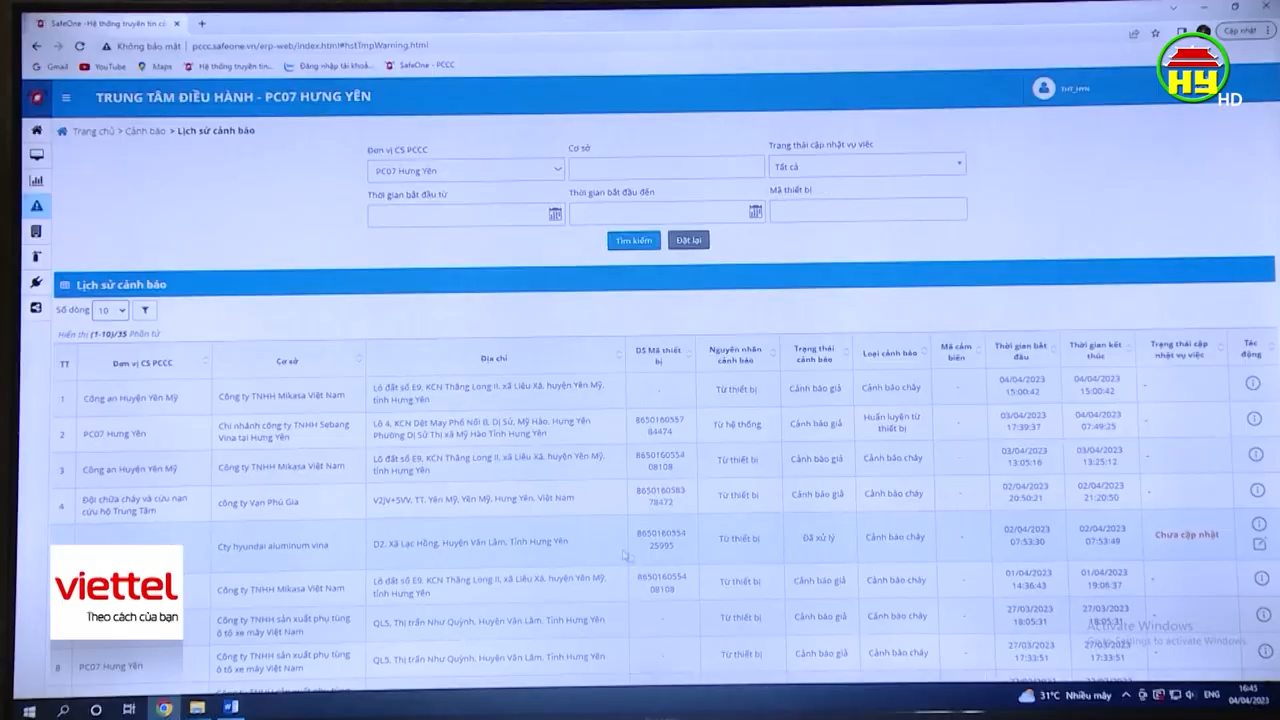 SafeOne -Hệ thống truyền tin cả
Không bảo mật | pccc.safeone.vn/erp-web/index.html#hstTmpWarning.html
Cập nhật
Gmail YouTube Maps Hệ thống truyền tin... Đăng nhập tài khoả... SafeOne - PCCC
HY
HD
TRUNG TÂM ĐIỀU HÀNH - PC07 HƯNG YÊN
Trang chủ > Cảnh báo > Lịch sử cảnh báo
Đơn vị CS PCCC Cơ sở Trạng thái cập nhật vụ việc
PC07 Hưng Yên Tất cả
Thời gian bắt đầu từ Thời gian bắt đầu đến Mã thiết bị
Tìm kiếm Đặt lại
Lịch sử cảnh báo
Số dòng 10
Hiển thị (1-10)/35 Phần tử
TT Đơn vị CS PCCC Cơ sở Địa chỉ DS Mã thiết bị Nguyên nhân cảnh báo Trạng thái cảnh báo Loại cảnh báo Mã cảm biến Thời gian bắt đầu Thời gian kết thúc Trạng thái cập nhật vụ việc Tác động
1 Công an Huyện Yên Mỹ Công ty TNHH Mikasa Việt Nam Lô đất số E9, KCN Thăng Long II, xã Liêu Xá, huyện Yên Mỹ, tỉnh Hưng Yên - Từ thiết bị Cảnh báo giả Cảnh báo cháy - 04/04/2023 15:00:42 04/04/2023 15:00:42 -
2 PC07 Hưng Yên Chi nhánh công ty TNHH Sebang Vina tại Hưng Yên Lô 4, KCN Dệt May Phố Nối B, Dị Sử, Mỹ Hào, Hưng Yên Phường Dị Sử Thị xã Mỹ Hào Tỉnh Hưng Yên 8650160557 84474 Từ hệ thống Cảnh báo giả Huấn luyện từ thiết bị - 03/04/2023 17:39:37 04/04/2023 07:49:25 -
3 Công an Huyện Yên Mỹ Công ty TNHH Mikasa Việt Nam Lô đất số E9, KCN Thăng Long II, xã Liêu Xá, huyện Yên Mỹ, tỉnh Hưng Yên 8650160554 08108 Từ thiết bị Cảnh báo giả Cảnh báo cháy - 03/04/2023 13:05:16 03/04/2023 13:25:12 -
4 Đội chữa cháy và cứu nạn cứu hộ Trung Tâm công ty Vạn Phú Gia V2JV+5VV, TT. Yên Mỹ, Yên Mỹ, Hưng Yên, Việt Nam 8650160583 78472 Từ thiết bị Cảnh báo giả Cảnh báo cháy - 02/04/2023 20:50:21 02/04/2023 21:20:50 -
Cty hyundai aluminum vina D2, Xã Lạc Hồng, Huyện Văn Lâm, Tỉnh Hưng Yên 8650160554 25995 Từ thiết bị Đã xử lý Cảnh báo cháy - 02/04/2023 07:53:30 02/04/2023 07:53:49 Chưa cập nhật
Công ty TNHH Mikasa Việt Nam Lô đất số E9, KCN Thăng Long II, xã Liêu Xá, huyện Yên Mỹ, tỉnh Hưng Yên 8650160554 08108 Từ thiết bị Cảnh báo giả Cảnh báo cháy - 01/04/2023 14:36:43 01/04/2023 19:06:37 -
Công ty TNHH sản xuất phụ tùng ô tô xe máy Việt Nam QL5, Thị trấn Như Quỳnh, Huyện Văn Lâm, Tỉnh Hưng Yên - Từ thiết bị Cảnh báo giả Cảnh báo cháy - 27/03/2023 18:05:31 27/03/2023 18:05:31 -
8 PC07 Hưng Yên Công ty TNHH sản xuất phụ tùng ô tô xe máy Việt Nam QL5, Thị trấn Như Quỳnh, Huyện Văn Lâm, Tỉnh Hưng Yên - Từ thiết bị Cảnh báo giả Cảnh báo cháy - 27/03/2023 17:33:51 27/03/2023 17:33:51 -
viettel
Theo cách của bạn
Activate Windows
Go to Settings to activate Windows.
31°C Nhiều mây ENG 16:45
04/04/2023